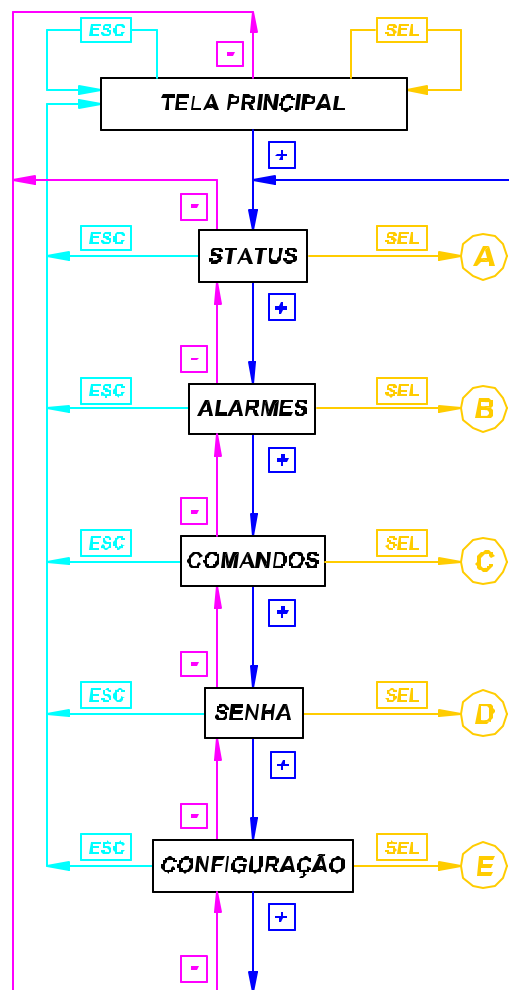 ESC
SEL
-
TELA PRINCIPAL
+
-
ESC
SEL
STATUS
A
+
-
ESC
SEL
ALARMES
B
+
-
ESC
SEL
COMANDOS
C
+
-
ESC
SEL
SENHA
D
+
-
ESC
SEL
CONFIGURAÇÃO
E
+
-